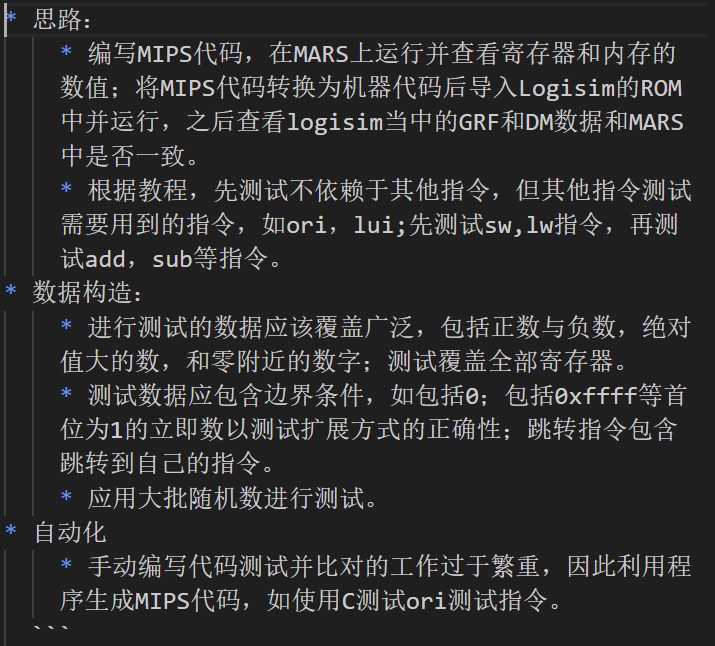 * 思路：
* 编写MIPS代码，在MARS上运行并查看寄存器和内存的
数值；将MIPS代码转换为机器代码后导入Logisim的ROM
中并运行，之后查看logisim当中的GRF和DM数据和MARS
中是否一致。
* 根据教程，先测试不依赖于其他指令，但其他指令测试
需要用到的指令，如ori，lui;先测试sw,lw指令，再测
试add，sub等指令。
* 数据构造：
* 进行测试的数据应该覆盖广泛，包括正数与负数，绝对
值大的数，和零附近的数字；测试覆盖全部寄存器。
* 测试数据应包含边界条件，如包括0；包括0xffff等首
位为1的立即数以测试扩展方式的正确性；跳转指令包含
跳转到自己的指令。
* 应用大批随机数进行测试。
* 自动化
* 手动编写代码测试并比对的工作过于繁重，因此利用程
序生成MIPS代码，如使用C测试ori测试指令。
```